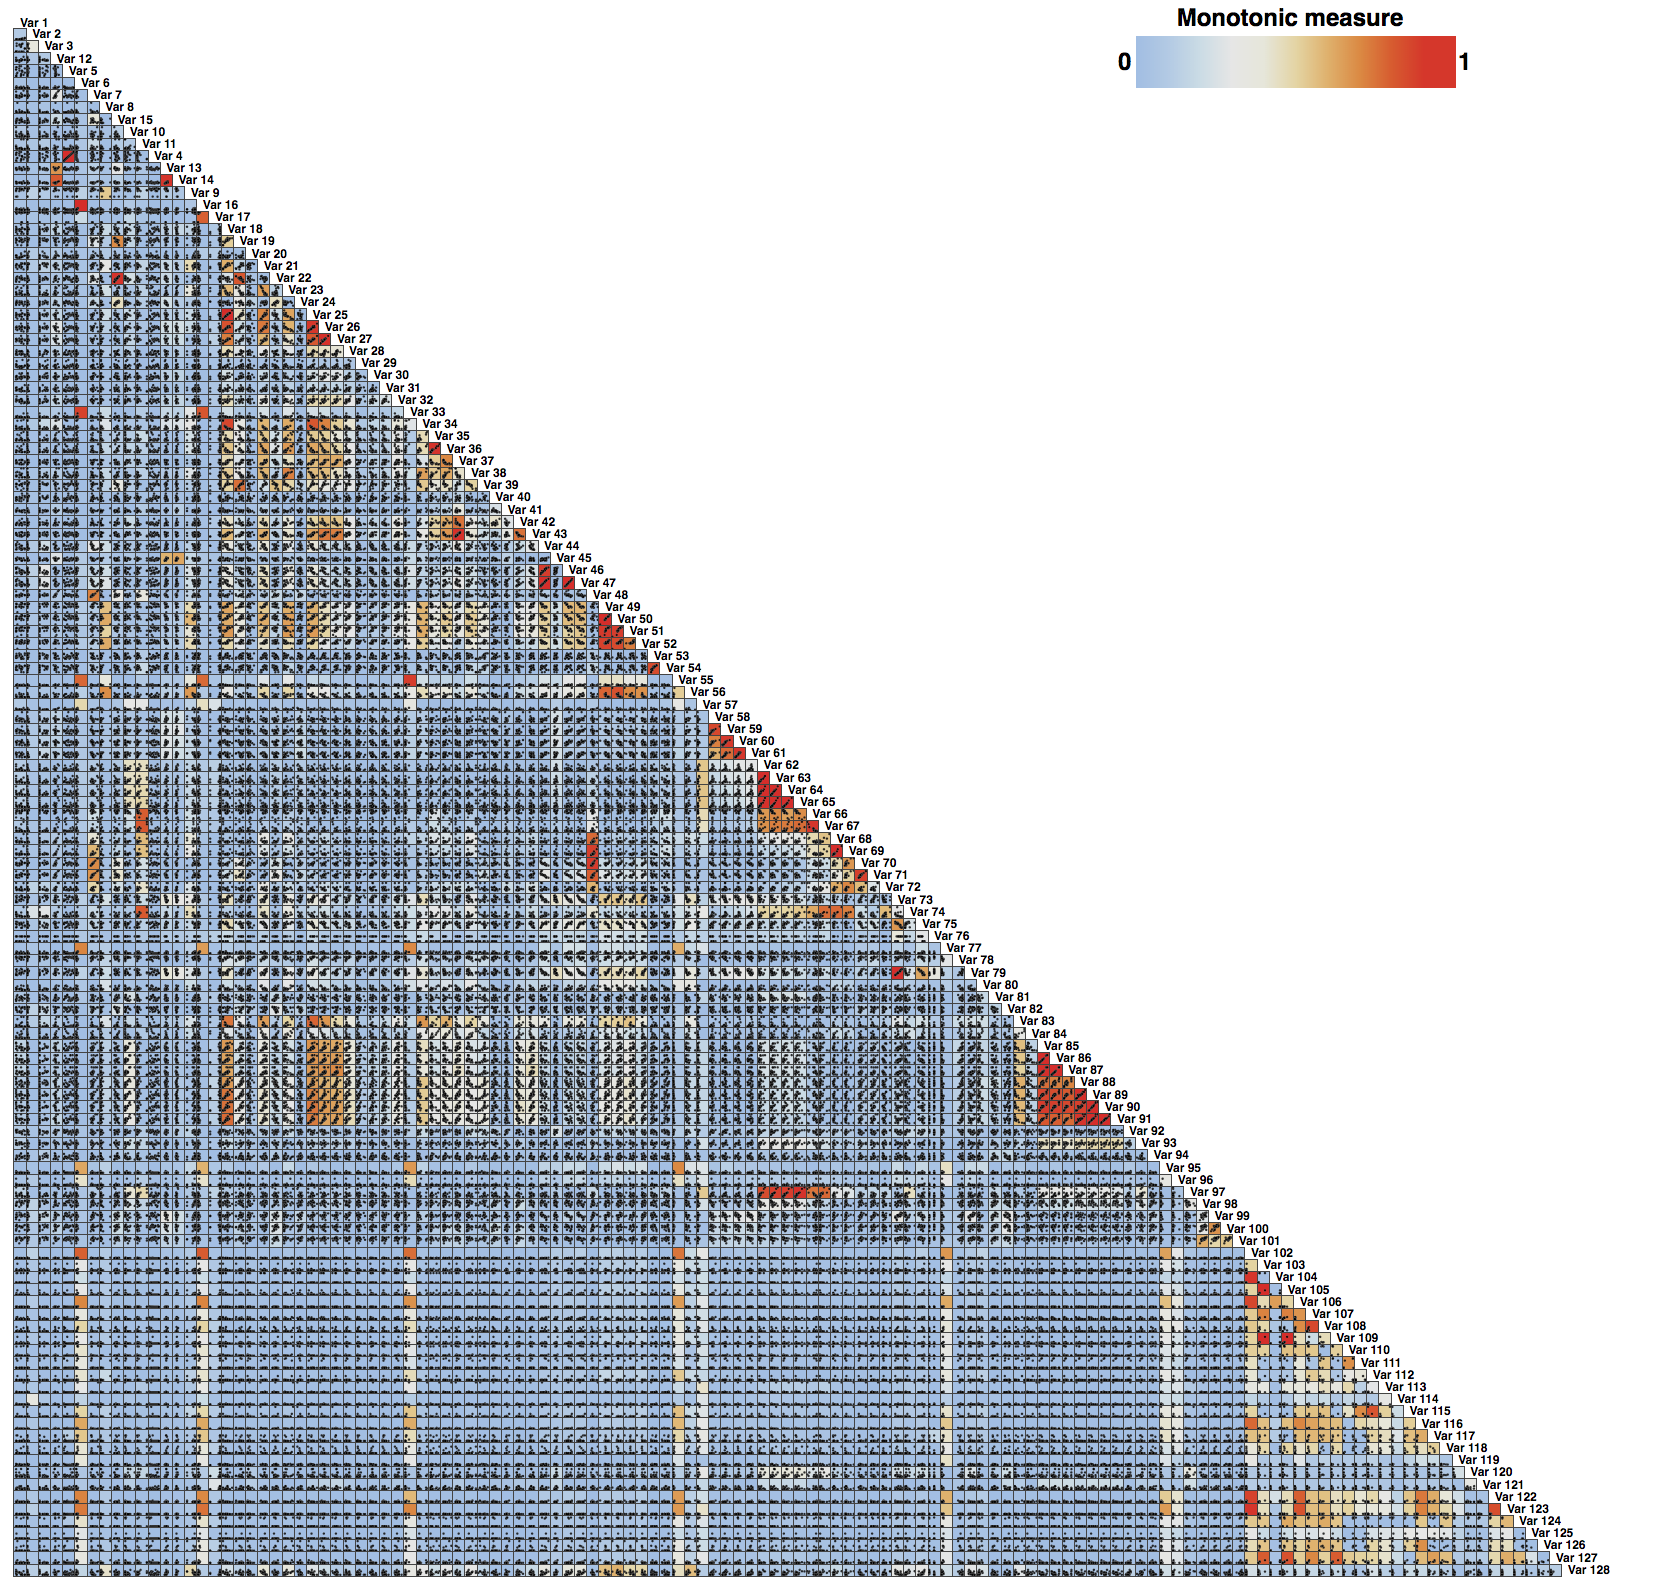 Monotonic measure
0 1
Var 1
Var 2
Var 3
Var 12
Var 5
Var 6
Var 7
Var 8
Var 15
Var 10
Var 11
Var 4
Var 13
Var 14
Var 9
Var 16
Var 17
Var 18
Var 19
Var 20
Var 21
Var 22
Var 23
Var 24
Var 25
Var 26
Var 27
Var 28
Var 29
Var 30
Var 31
Var 32
Var 33
Var 34
Var 35
Var 36
Var 37
Var 38
Var 39
Var 40
Var 41
Var 42
Var 43
Var 44
Var 45
Var 46
Var 47
Var 48
Var 49
Var 50
Var 51
Var 52
Var 53
Var 54
Var 55
Var 56
Var 57
Var 58
Var 59
Var 60
Var 61
Var 62
Var 63
Var 64
Var 65
Var 66
Var 67
Var 68
Var 69
Var 70
Var 71
Var 72
Var 73
Var 74
Var 75
Var 76
Var 77
Var 78
Var 79
Var 80
Var 81
Var 82
Var 83
Var 84
Var 85
Var 86
Var 87
Var 88
Var 89
Var 90
Var 91
Var 92
Var 93
Var 94
Var 95
Var 96
Var 97
Var 98
Var 99
Var 100
Var 101
Var 102
Var 103
Var 104
Var 105
Var 106
Var 107
Var 108
Var 109
Var 110
Var 111
Var 112
Var 113
Var 114
Var 115
Var 116
Var 117
Var 118
Var 119
Var 120
Var 121
Var 122
Var 123
Var 124
Var 125
Var 126
Var 127
Var 128